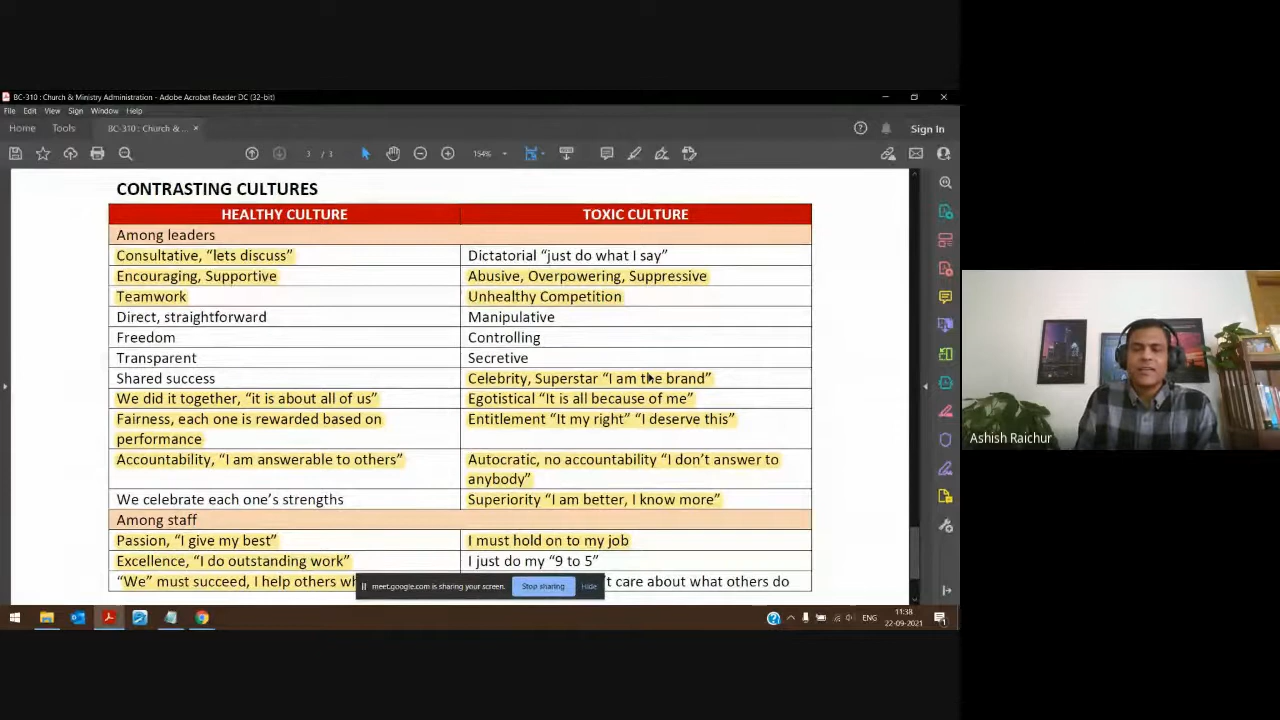 BC-310 : Church & Ministry Administration - Adobe Acrobat Reader DC (32-bit)
File Edit View Sign Window Help
Home Tools BC-310 : Church & ... × Sign In
3 / 3 154%
CONTRASTING CULTURES
HEALTHY CULTURE TOXIC CULTURE
Among leaders
Consultative, “lets discuss” Dictatorial “just do what I say”
Encouraging, Supportive Abusive, Overpowering, Suppressive
Teamwork Unhealthy Competition
Direct, straightforward Manipulative
Freedom Controlling
Transparent Secretive
Shared success Celebrity, Superstar “I am the brand”
We did it together, “it is about all of us” Egotistical “It is all because of me”
Fairness, each one is rewarded based on Entitlement “It my right” “I deserve this”
performance
Accountability, “I am answerable to others” Autocratic, no accountability “I don’t answer to
anybody”
We celebrate each one’s strengths Superiority “I am better, I know more”
Among staff
Passion, “I give my best” I must hold on to my job
Excellence, “I do outstanding work” I just do my “9 to 5”
“We” must succeed, I help others care about what others do
meet.google.com is sharing your screen. Stop sharing Hide
ENG 11:38
22-09-2021
Ashish Raichur